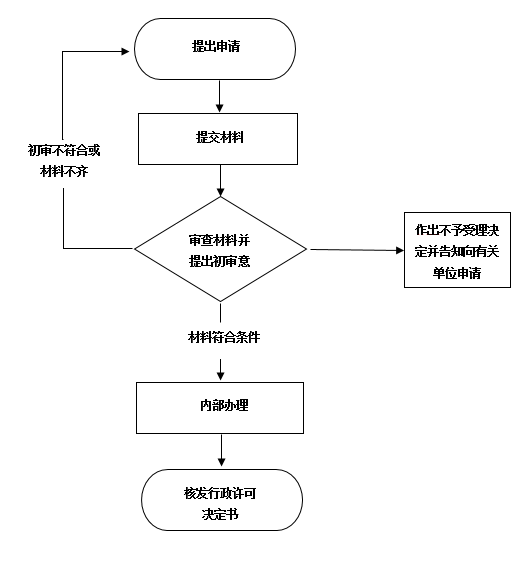 提出申请
提交材料
初审不符合或
材料不齐
审查材料并
提出初审意
作出不予受理决
定并告知向有关
单位申请
材料符合条件
内部办理
核发行政许可
决定书